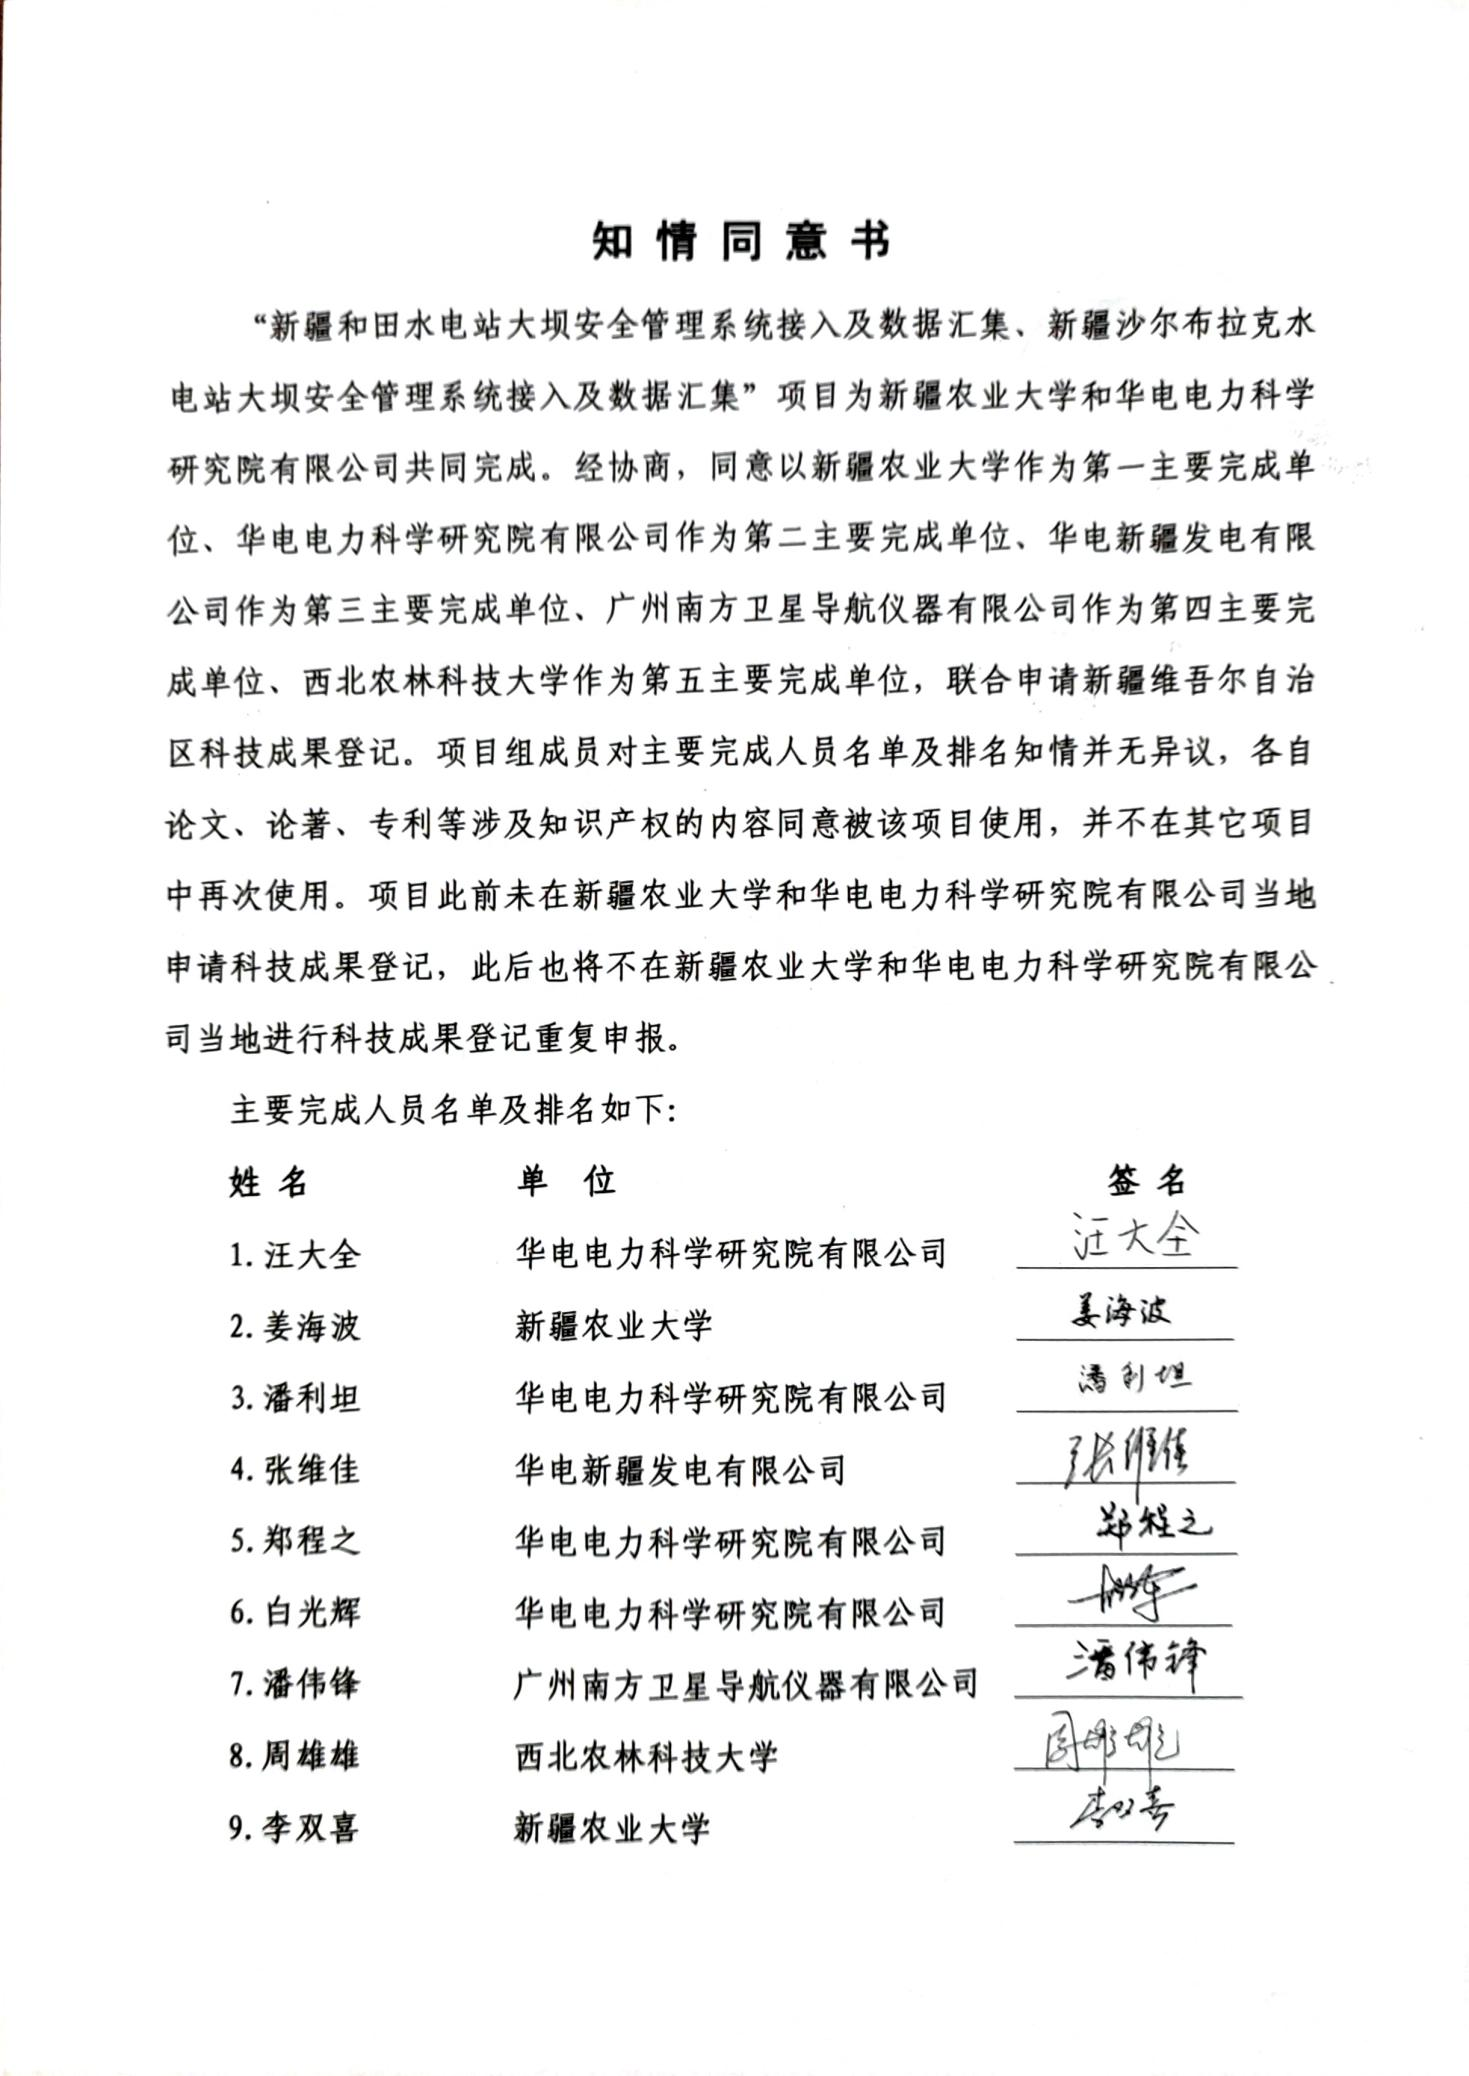 知情同意书
“新疆和田水电站大坝安全管理系统接入及数据汇集、新疆沙尔布拉克水
电站大坝安全管理系统接入及数据汇集”项目为新疆农业大学和华电电力科学
研究院有限公司共同完成。经协商，同意以新疆农业大学作为第一主要完成单
位、华电电力科学研究院有限公司作为第二主要完成单位、华电新疆发电有限
公司作为第三主要完成单位、广州南方卫星导航仪器有限公司作为第四主要完
成单位、西北农林科技大学作为第五主要完成单位，联合申请新疆维吾尔自治
区科技成果登记。项目组成员对主要完成人员名单及排名知情并无异议，各自
论文、论著、专利等涉及知识产权的内容同意被该项目使用，并不在其它项目
中再次使用。项目此前未在新疆农业大学和华电电力科学研究院有限公司当地
申请科技成果登记，此后也将不在新疆农业大学和华电电力科学研究院有限公
司当地进行科技成果登记重复申报。
主要完成人员名单及排名如下：
姓名 单位 签名
1.汪大全 华电电力科学研究院有限公司 汪大全
2.姜海波 新疆农业大学 姜海波
3.潘利坦 华电电力科学研究院有限公司 潘利坦
4.张维佳 华电新疆发电有限公司 张维佳
5.郑程之 华电电力科学研究院有限公司 郑程之
6.白光辉 华电电力科学研究院有限公司
7.潘伟锋 广州南方卫星导航仪器有限公司 潘伟锋
8.周雄雄 西北农林科技大学 周雄雄
9.李双喜 新疆农业大学 李双喜